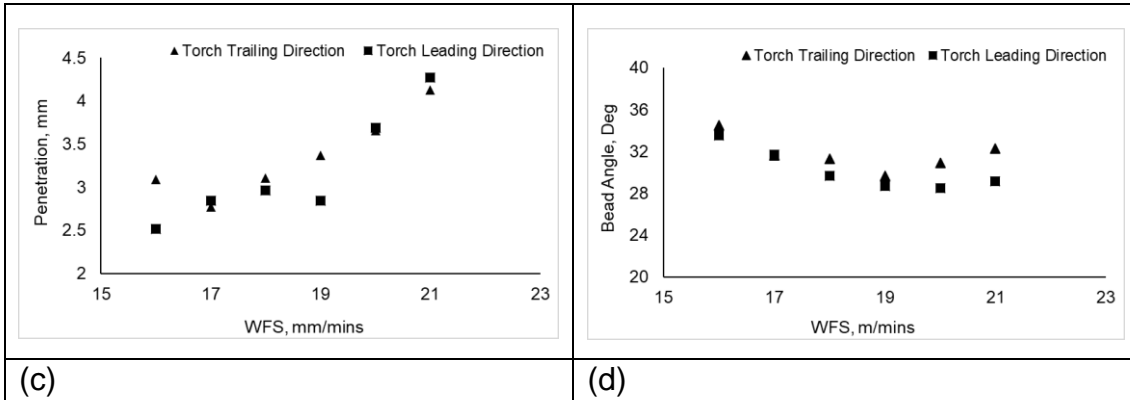 ▲Torch Trailing Direction ■Torch Leading Direction
4.5
4
3.5
3
2.5
2
Penetration, mm
15 17 19 21 23
WFS, mm/mins
(c)
▲Torch Trailing Direction ■Torch Leading Direction
40
36
32
28
24
20
Bead Angle, Deg
15 17 19 21 23
WFS, m/mins
(d)